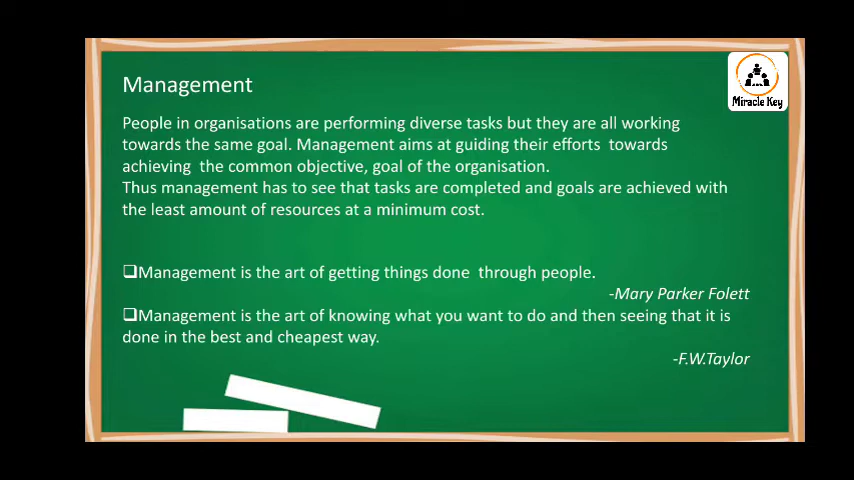 Management
Miracle Key
People in organisations are performing diverse tasks but they are all working
towards the same goal. Management aims at guiding their efforts towards
achieving the common objective, goal of the organisation.
Thus management has to see that tasks are completed and goals are achieved with
the least amount of resources at a minimum cost.
❑Management is the art of getting things done through people.
-Mary Parker Folett
❑Management is the art of knowing what you want to do and then seeing that it is
done in the best and cheapest way.
-F.W.Taylor